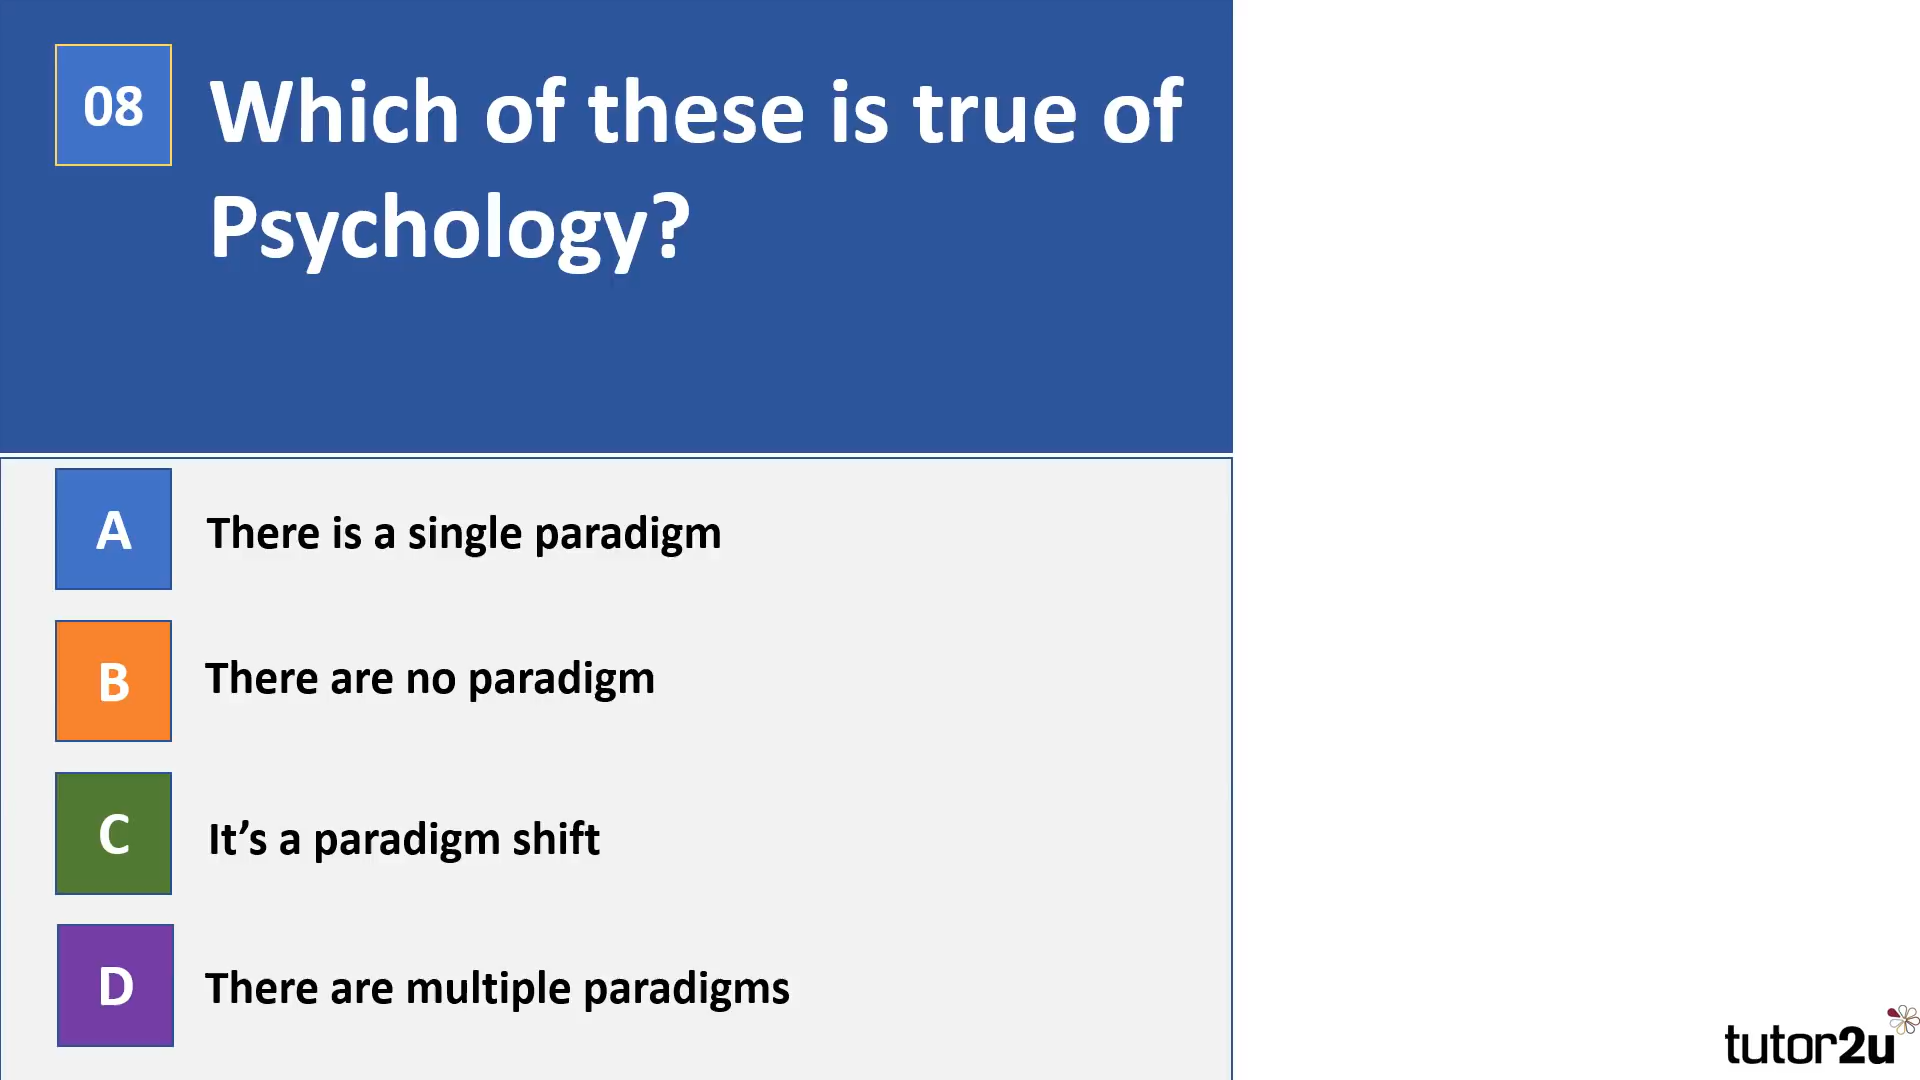 08
Which of these is true of
Psychology?
A
There is a single paradigm
B
There are no paradigm
C
It’s a paradigm shift
D
There are multiple paradigms
tutor2u